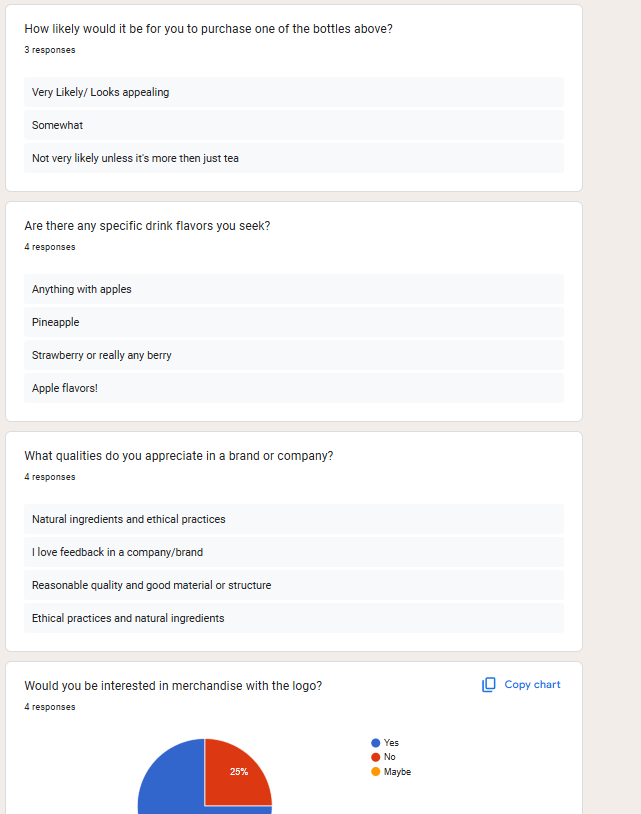 How likely would it be for you to purchase one of the bottles above?
3 responses
Very Likely/ Looks appealing
Somewhat
Not very likely unless it's more then just tea
Are there any specific drink flavors you seek?
4 responses
Anything with apples
Pineapple
Strawberry or really any berry
Apple flavors!
What qualities do you appreciate in a brand or company?
4 responses
Natural ingredients and ethical practices
I love feedback in a company/brand
Reasonable quality and good material or structure
Ethical practices and natural ingredients
Would you be interested in merchandise with the logo?
Copy chart
4 responses
Yes
No
Maybe
25%